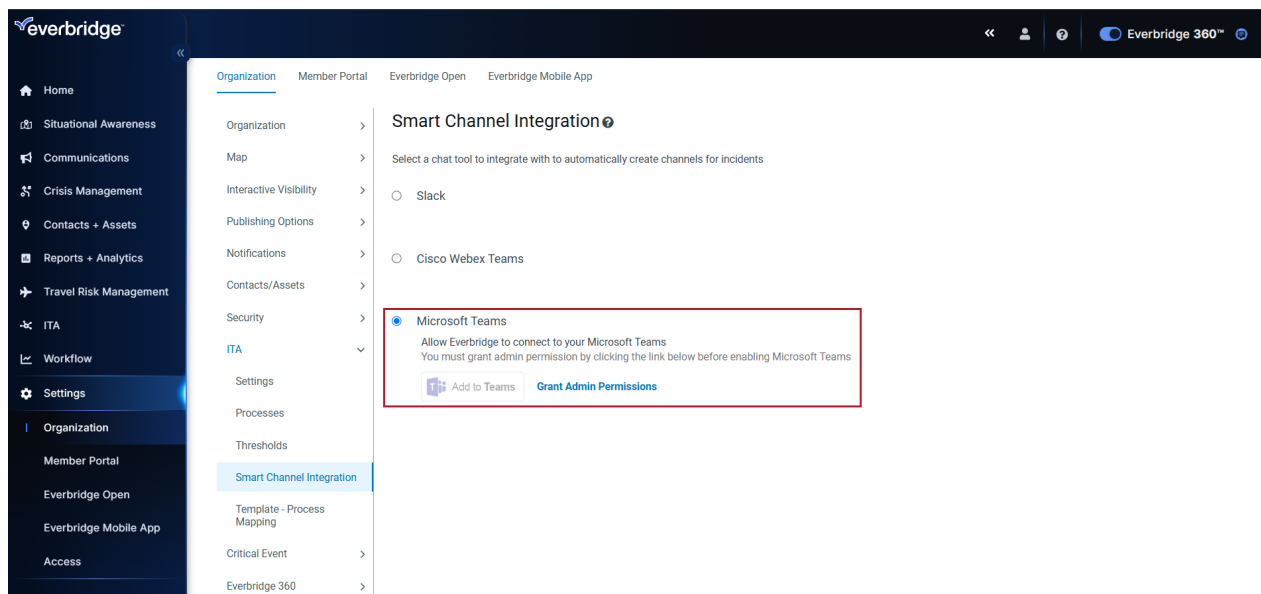 everbridge™
Everbridge 360™
Home
Situational Awareness
Communications
Crisis Management
Contacts + Assets
Reports + Analytics
Travel Risk Management
ITA
Workflow
Settings
Organization
Member Portal
Everbridge Open
Everbridge Mobile App
Access
Organization Member Portal Everbridge Open Everbridge Mobile App
Organization
Map
Interactive Visibility
Publishing Options
Notifications
Contacts/Assets
Security
ITA
Settings
Processes
Thresholds
Smart Channel Integration
Template - Process
Mapping
Critical Event
Everbridge 360
Smart Channel Integration
Select a chat tool to integrate with to automatically create channels for incidents
Slack
Cisco Webex Teams
Microsoft Teams
Allow Everbridge to connect to your Microsoft Teams
You must grant admin permission by clicking the link below before enabling Microsoft Teams
Add to Teams Grant Admin Permissions